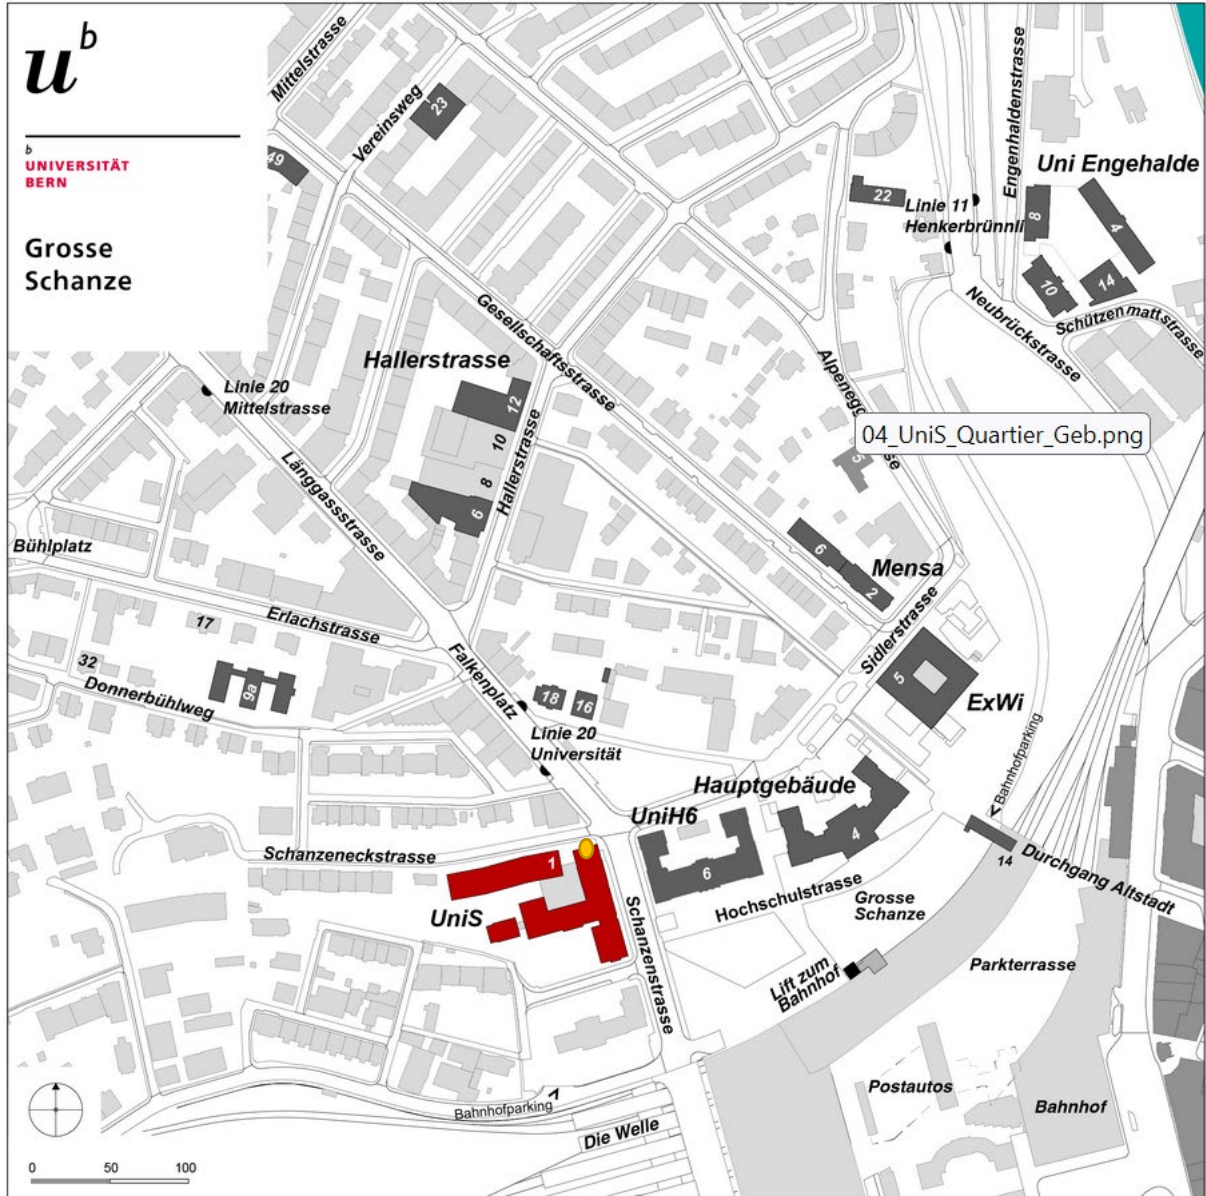 u^b
b
UNIVERSITÄT
BERN
Grosse
Schanze
Mittelstrasse
Vereinsweg
23
49
Engehaldenstrasse
Uni Engehalde
22
Linie 11
Henkerbrünnli
8
4
10
14
Schützenmattstrasse
Neubrückstrasse
Gesellschaftsstrasse
Hallerstrasse
Linie 20
Mittelstrasse
12
10
8
6
Hallerstrasse
Länggassstrasse
04_UniS_Quartier_Geb.png
5
Bühlplatz
Erlachstrasse
6
2
Mensa
Sidlerstrasse
17
32
9a
Donnerbühlweg
Falkenplatz
18
16
Linie 20
Universität
5
ExWi
Bahnhofparking
Hauptgebäude
UniH6
4
6
14
Durchgang Altstadt
Schanzeneckstrasse
1
UniS
Hochschulstrasse
Grosse
Schanze
Schanzenstrasse
Lift zum
Bahnhof
Parkterrasse
Postautos
Bahnhof
Bahnhofparking
Die Welle
0 50 100